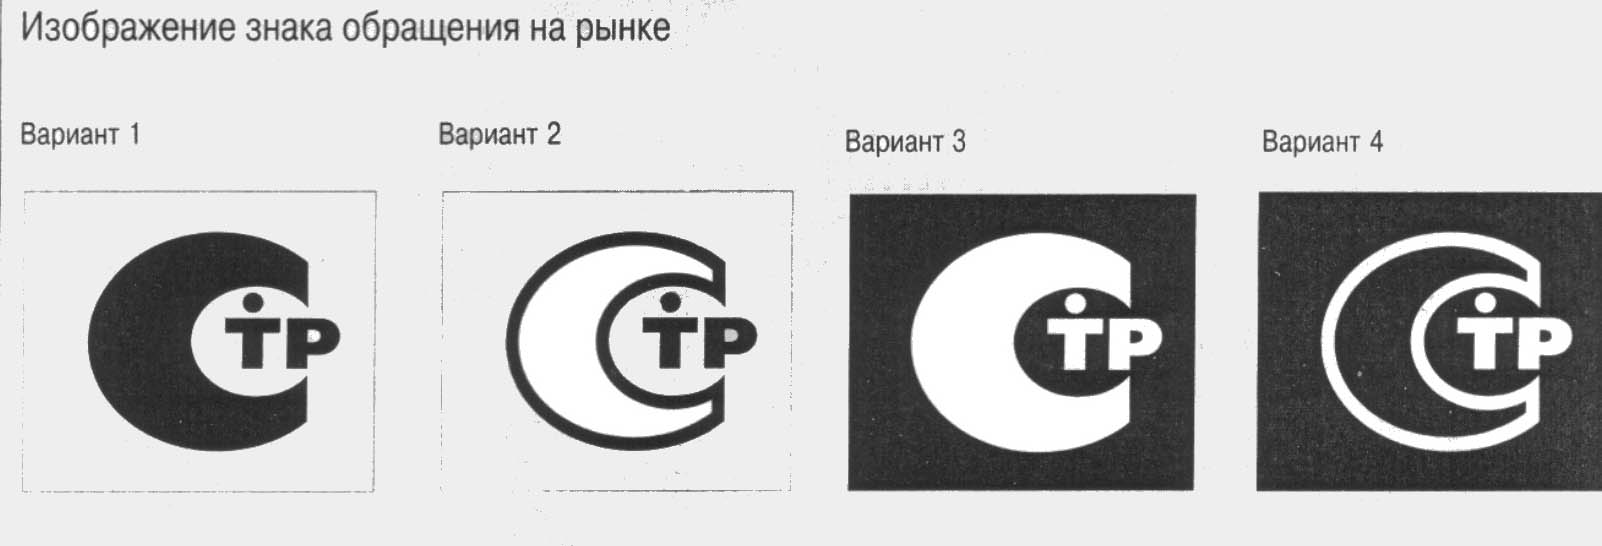 Изображение знака обращения на рынке
Вариант 1
Вариант 2
Вариант 3
Вариант 4
ТР
ТР
ТР
ТР